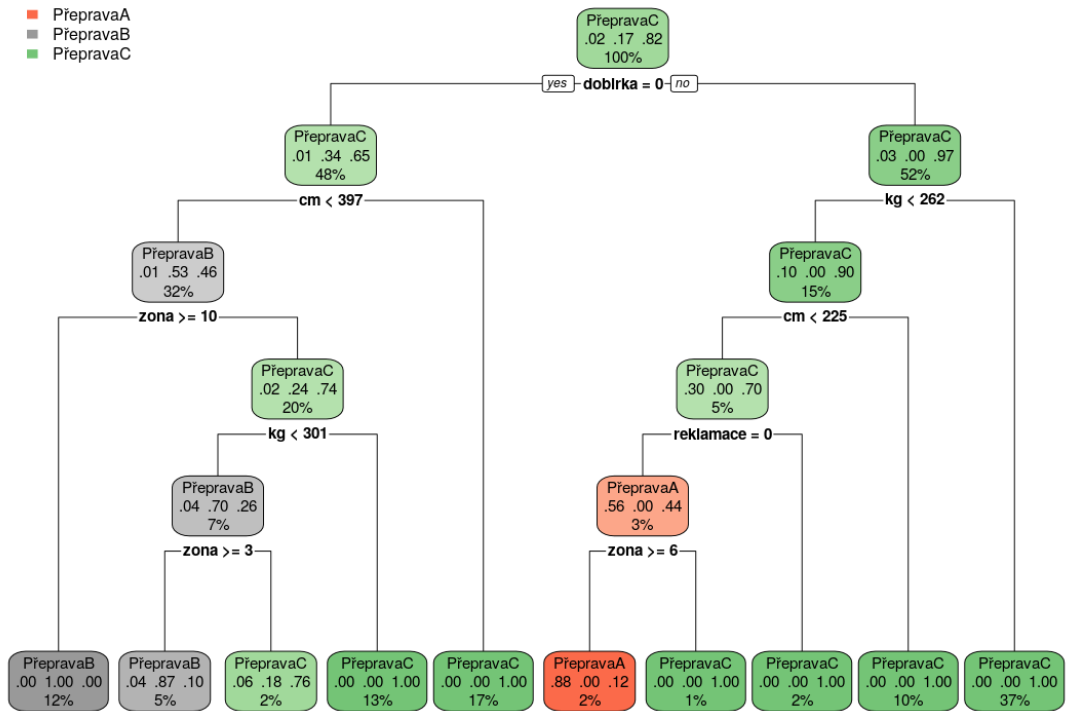 PřepravaA
PřepravaB
PřepravaC
PřepravaC
.02 .17 .82
100%
yes dobirka = 0 no
PřepravaC
.01 .34 .65
48%
PřepravaC
.03 .00 .97
52%
cm < 397
kg < 262
PřepravaB
.01 .53 .46
32%
PřepravaC
.10 .00 .90
15%
zona >= 10
cm < 225
PřepravaC
.02 .24 .74
20%
PřepravaC
.30 .00 .70
5%
kg < 301
reklamace = 0
PřepravaB
.04 .70 .26
7%
PřepravaA
.56 .00 .44
3%
zona >= 3
zona >= 6
PřepravaB
.00 1.00 .00
12%
PřepravaB
.04 .87 .10
5%
PřepravaC
.06 .18 .76
2%
PřepravaC
.00 .00 1.00
13%
PřepravaC
.00 .00 1.00
17%
PřepravaA
.88 .00 .12
2%
PřepravaC
.00 .00 1.00
1%
PřepravaC
.00 .00 1.00
2%
PřepravaC
.00 .00 1.00
10%
PřepravaC
.00 .00 1.00
37%